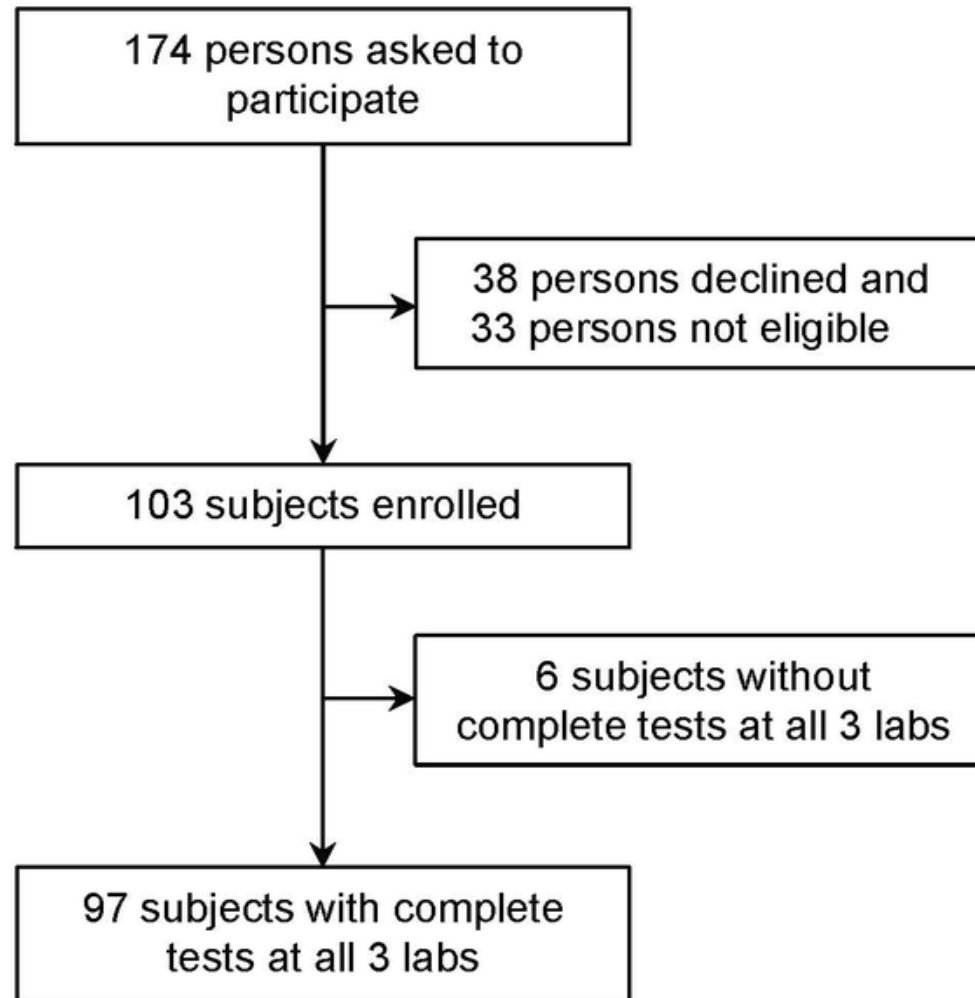 174 persons asked to
participate
38 persons declined and
33 persons not eligible
103 subjects enrolled
6 subjects without
complete tests at all 3 labs
97 subjects with complete
tests at all 3 labs